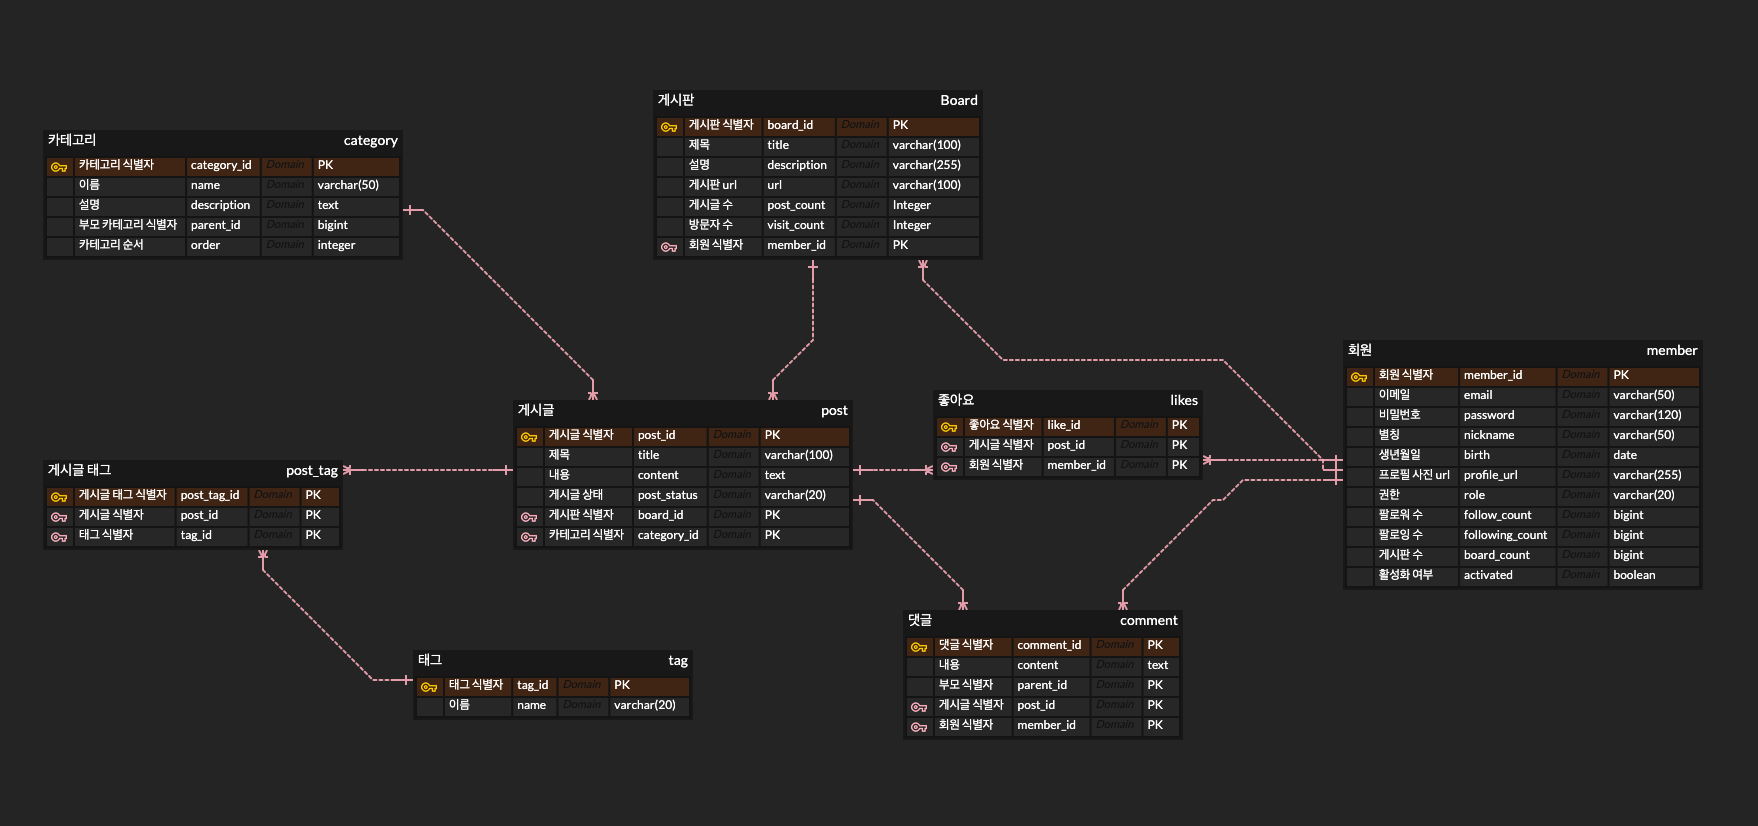 카테고리 category
카테고리 식별자 category_id Domain PK
이름 name Domain varchar(50)
설명 description Domain text
부모 카테고리 식별자 parent_id Domain bigint
카테고리 순서 order Domain integer
게시판 Board
게시판 식별자 board_id Domain PK
제목 title Domain varchar(100)
설명 description Domain varchar(255)
게시판 url url Domain varchar(100)
게시글 수 post_count Domain Integer
방문자 수 visit_count Domain Integer
회원 식별자 member_id Domain PK
회원 member
회원 식별자 member_id Domain PK
이메일 email Domain varchar(50)
비밀번호 password Domain varchar(120)
별칭 nickname Domain varchar(50)
생년월일 birth Domain date
프로필 사진 url profile_url Domain varchar(255)
권한 role Domain varchar(20)
팔로워 수 follow_count Domain bigint
팔로잉 수 following_count Domain bigint
게시판 수 board_count Domain bigint
활성화 여부 activated Domain boolean
게시글 post
게시글 식별자 post_id Domain PK
제목 title Domain varchar(100)
내용 content Domain text
게시글 상태 post_status Domain varchar(20)
게시판 식별자 board_id Domain PK
카테고리 식별자 category_id Domain PK
좋아요 likes
좋아요 식별자 like_id Domain PK
게시글 식별자 post_id Domain PK
회원 식별자 member_id Domain PK
게시글 태그 post_tag
게시글 태그 식별자 post_tag_id Domain PK
게시글 식별자 post_id Domain PK
태그 식별자 tag_id Domain PK
태그 tag
태그 식별자 tag_id Domain PK
이름 name Domain varchar(20)
댓글 comment
댓글 식별자 comment_id Domain PK
내용 content Domain text
부모 식별자 parent_id Domain PK
게시글 식별자 post_id Domain PK
회원 식별자 member_id Domain PK